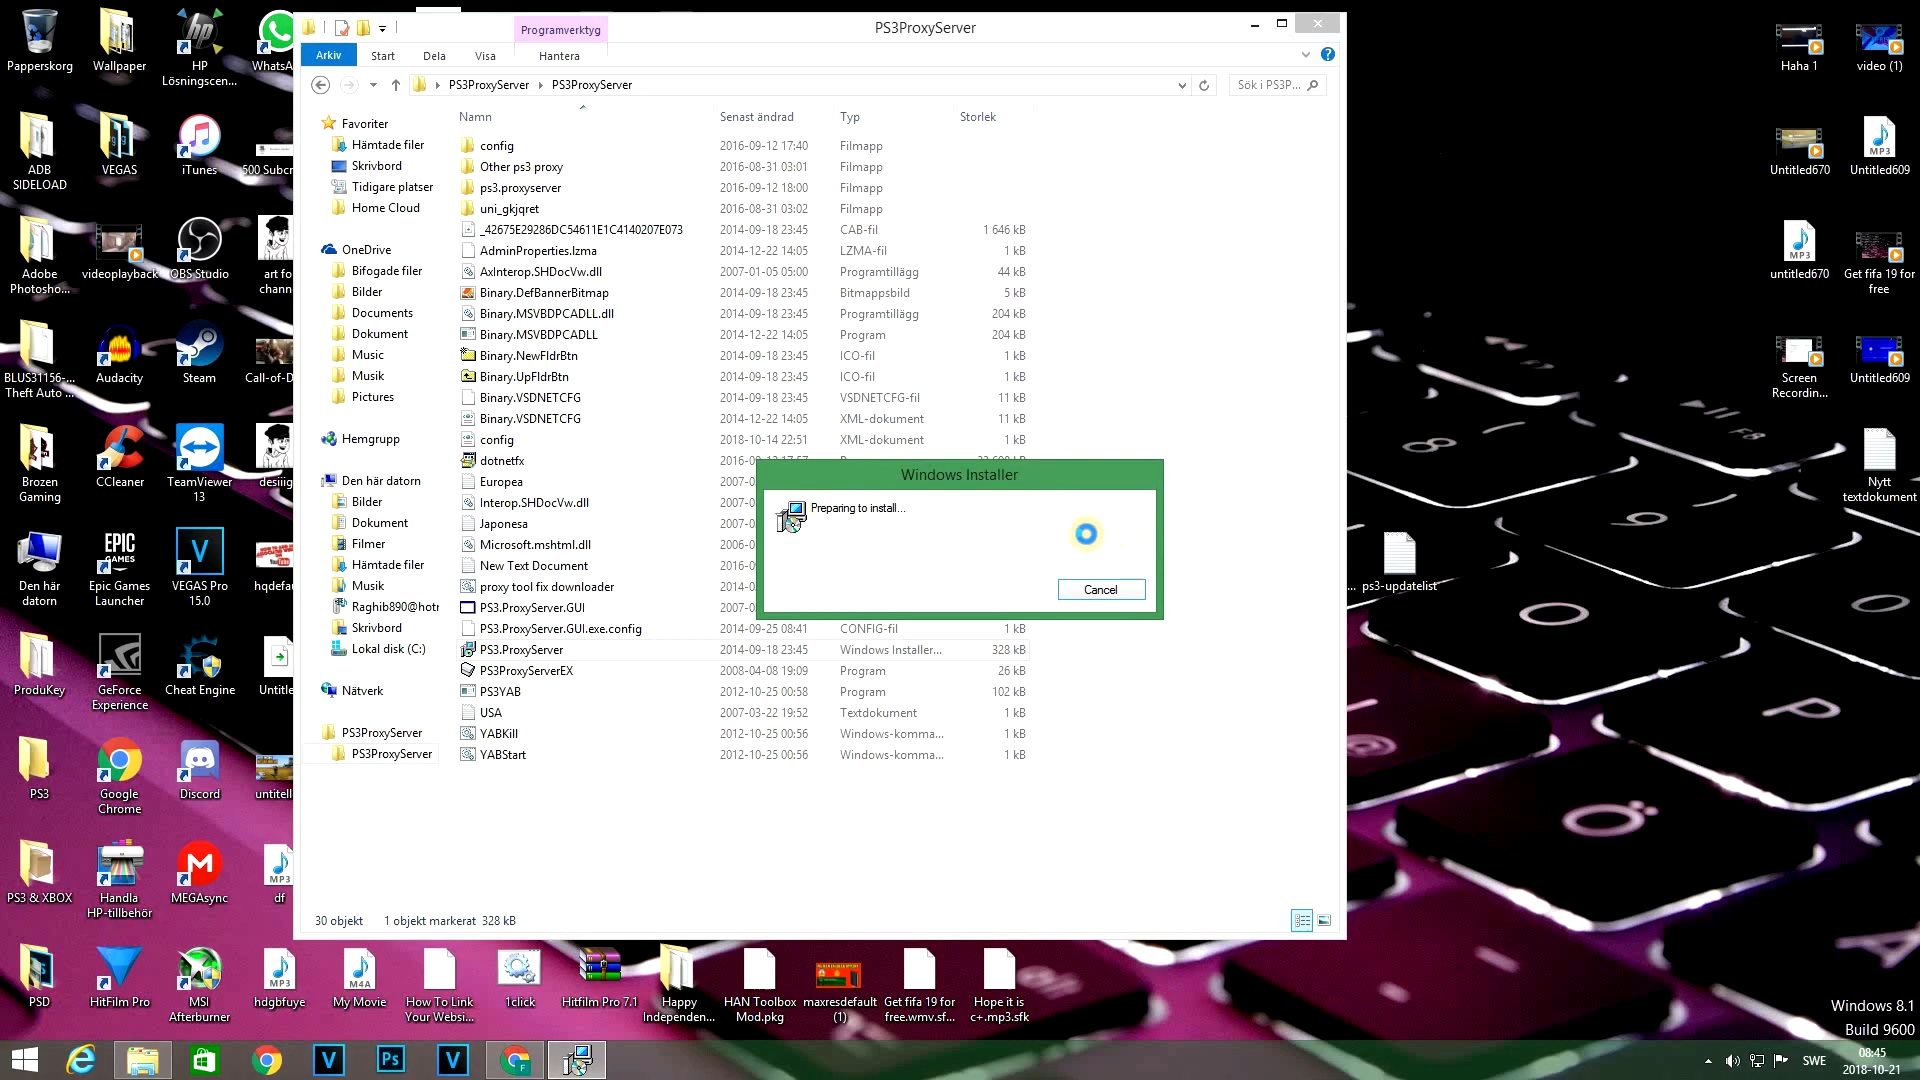 Papperskorg
Wallpaper
HP
Lösningscen...
WhatsA
ADB
SIDELOAD
VEGAS
iTunes
500 Subcr
Adobe
Photosho...
videoplayback
OBS Studio
art fo
chann
BLUS31156-...
Theft Auto ...
Audacity
Steam
Call-of-D
Brozen
Gaming
CCleaner
TeamViewer
13
desiiig
Den här
datorn
EPIC
GAMES
Epic Games
Launcher
VEGAS Pro
15.0
hqdefau
ProduKey
GeForce
Experience
Cheat Engine
Untitle
PS3
Google
Chrome
Discord
untitell
PS3 & XBOX
Handla
HP-tillbehör
MEGAsync
MP3
df
PSD
HitFilm Pro
MSI
Afterburner
MP3
hdgbfuye
M4A
My Movie
How To Link
Your Websi...
1click
Hitfilm Pro 7.1
Happy
Independen...
HAN Toolbox
Mod.pkg
maxresdefault
(1)
Get fifa 19 for
free.wmv.sf...
Hope it is
c+.mp3.sfk
Programverktyg
PS3ProxyServer
Arkiv
Start
Dela
Visa
Hantera
PS3ProxyServer
PS3ProxyServer
Sök i PS3P...
Favoriter
Hämtade filer
Skrivbord
Tidigare platser
Home Cloud
OneDrive
Bifogade filer
Bilder
Documents
Dokument
Music
Musik
Pictures
Hemgrupp
Den här datorn
Bilder
Dokument
Filmer
Hämtade filer
Musik
Raghib890@hotr
Skrivbord
Lokal disk (C:)
Nätverk
PS3ProxyServer
PS3ProxyServer
Namn Senast ändrad Typ Storlek
config 2016-09-12 17:40 Filmapp
Other ps3 proxy 2016-08-31 03:01 Filmapp
ps3.proxyserver 2016-09-12 18:00 Filmapp
uni_gkjqret 2016-08-31 03:02 Filmapp
_42675E29286DC54611E1C4140207E073 2014-09-18 23:45 CAB-fil 1 646 kB
AdminProperties.lzma 2014-12-22 14:05 LZMA-fil 1 kB
AxInterop.SHDocVw.dll 2007-01-05 05:00 Programtillägg 44 kB
Binary.DefBannerBitmap 2014-09-18 23:45 Bitmappsbild 5 kB
Binary.MSVBDPCADLL.dll 2014-09-18 23:45 Programtillägg 204 kB
Binary.MSVBDPCADLL 2014-12-22 14:05 Program 204 kB
Binary.NewFldrBtn 2014-09-18 23:45 ICO-fil 1 kB
Binary.UpFldrBtn 2014-09-18 23:45 ICO-fil 1 kB
Binary.VSDNETCFG 2014-09-18 23:45 VSDNETCFG-fil 11 kB
Binary.VSDNETCFG 2014-12-22 14:05 XML-dokument 11 kB
config 2018-10-14 22:51 XML-dokument 1 kB
dotnetfx
Europea 2007-0
Interop.SHDocVw.dll 2007-0
Japonesa 2007-0
Microsoft.mshtml.dll 2006-0
New Text Document 2016-0
proxy tool fix downloader 2014-0
PS3.ProxyServer.GUI 2007-0
PS3.ProxyServer.GUI.exe.config 2014-09-25 08:41 CONFIG-fil 1 kB
PS3.ProxyServer 2014-09-18 23:45 Windows Installer... 328 kB
PS3ProxyServerEX 2008-04-08 19:09 Program 26 kB
PS3YAB 2012-10-25 00:58 Program 102 kB
USA 2007-03-22 19:52 Textdokument 1 kB
YABKill 2012-10-25 00:56 Windows-komma... 1 kB
YABStart 2012-10-25 00:56 Windows-komma... 1 kB
30 objekt 1 objekt markerat 328 kB
Windows Installer
Preparing to install...
Cancel
Haha 1
video (1)
Untitled670
MP3
Untitled609
MP3
untitled670
Get fifa 19 for
free
Screen
Recordin...
Untitled609
Nytt
textdokument
... ps3-updatelist
Windows 8.1
Build 9600
SWE
08:45
2018-10-21